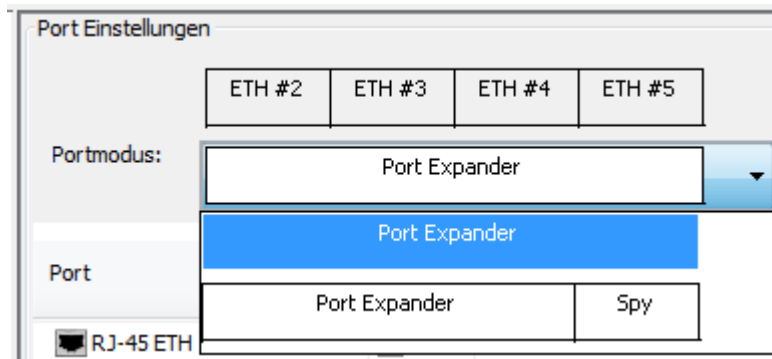 Port Einstellungen
ETH #2 ETH #3 ETH #4 ETH #5
Portmodus: Port Expander
Port Expander
Port
Port Expander Spy
RJ-45 ETH